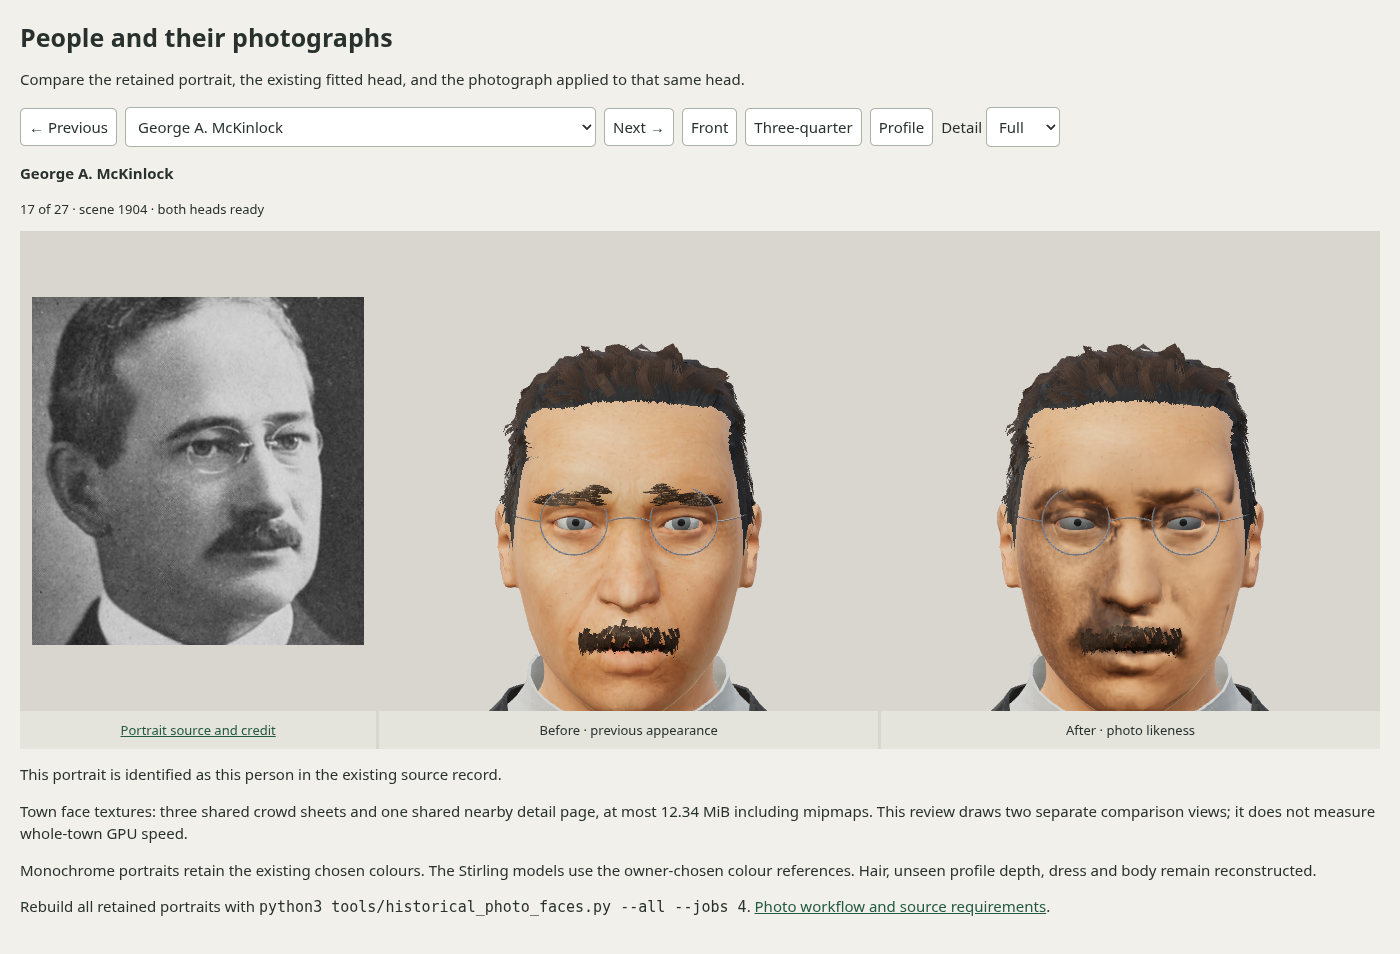 People and their photographs
Compare the retained portrait, the existing fitted head, and the photograph applied to that same head.
← Previous George A. McKinlock Next → Front Three-quarter Profile Detail Full
George A. McKinlock
17 of 27 · scene 1904 · both heads ready
Portrait source and credit Before · previous appearance After · photo likeness
This portrait is identified as this person in the existing source record.
Town face textures: three shared crowd sheets and one shared nearby detail page, at most 12.34 MiB including mipmaps. This review draws two separate comparison views; it does not measure
whole-town GPU speed.
Monochrome portraits retain the existing chosen colours. The Stirling models use the owner-chosen colour references. Hair, unseen profile depth, dress and body remain reconstructed.
Rebuild all retained portraits with python3 tools/historical_photo_faces.py --all --jobs 4. Photo workflow and source requirements.